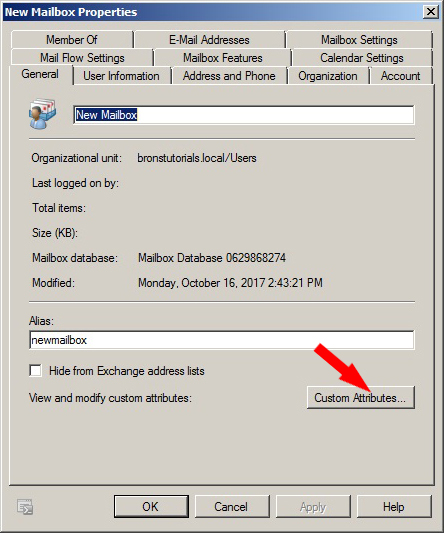 New Mailbox Properties
Member Of E-Mail Addresses Mailbox Settings
Mail Flow Settings Mailbox Features Calendar Settings
General User Information Address and Phone Organization Account
New Mailbox
Organizational unit: bronstutorials.local/Users
Last logged on by:
Total items:
Size (KB):
Mailbox database: Mailbox Database 0629868274
Modified: Monday, October 16, 2017 2:43:21 PM
Alias:
newmailbox
Hide from Exchange address lists
View and modify custom attributes: Custom Attributes...
OK Cancel Apply Help